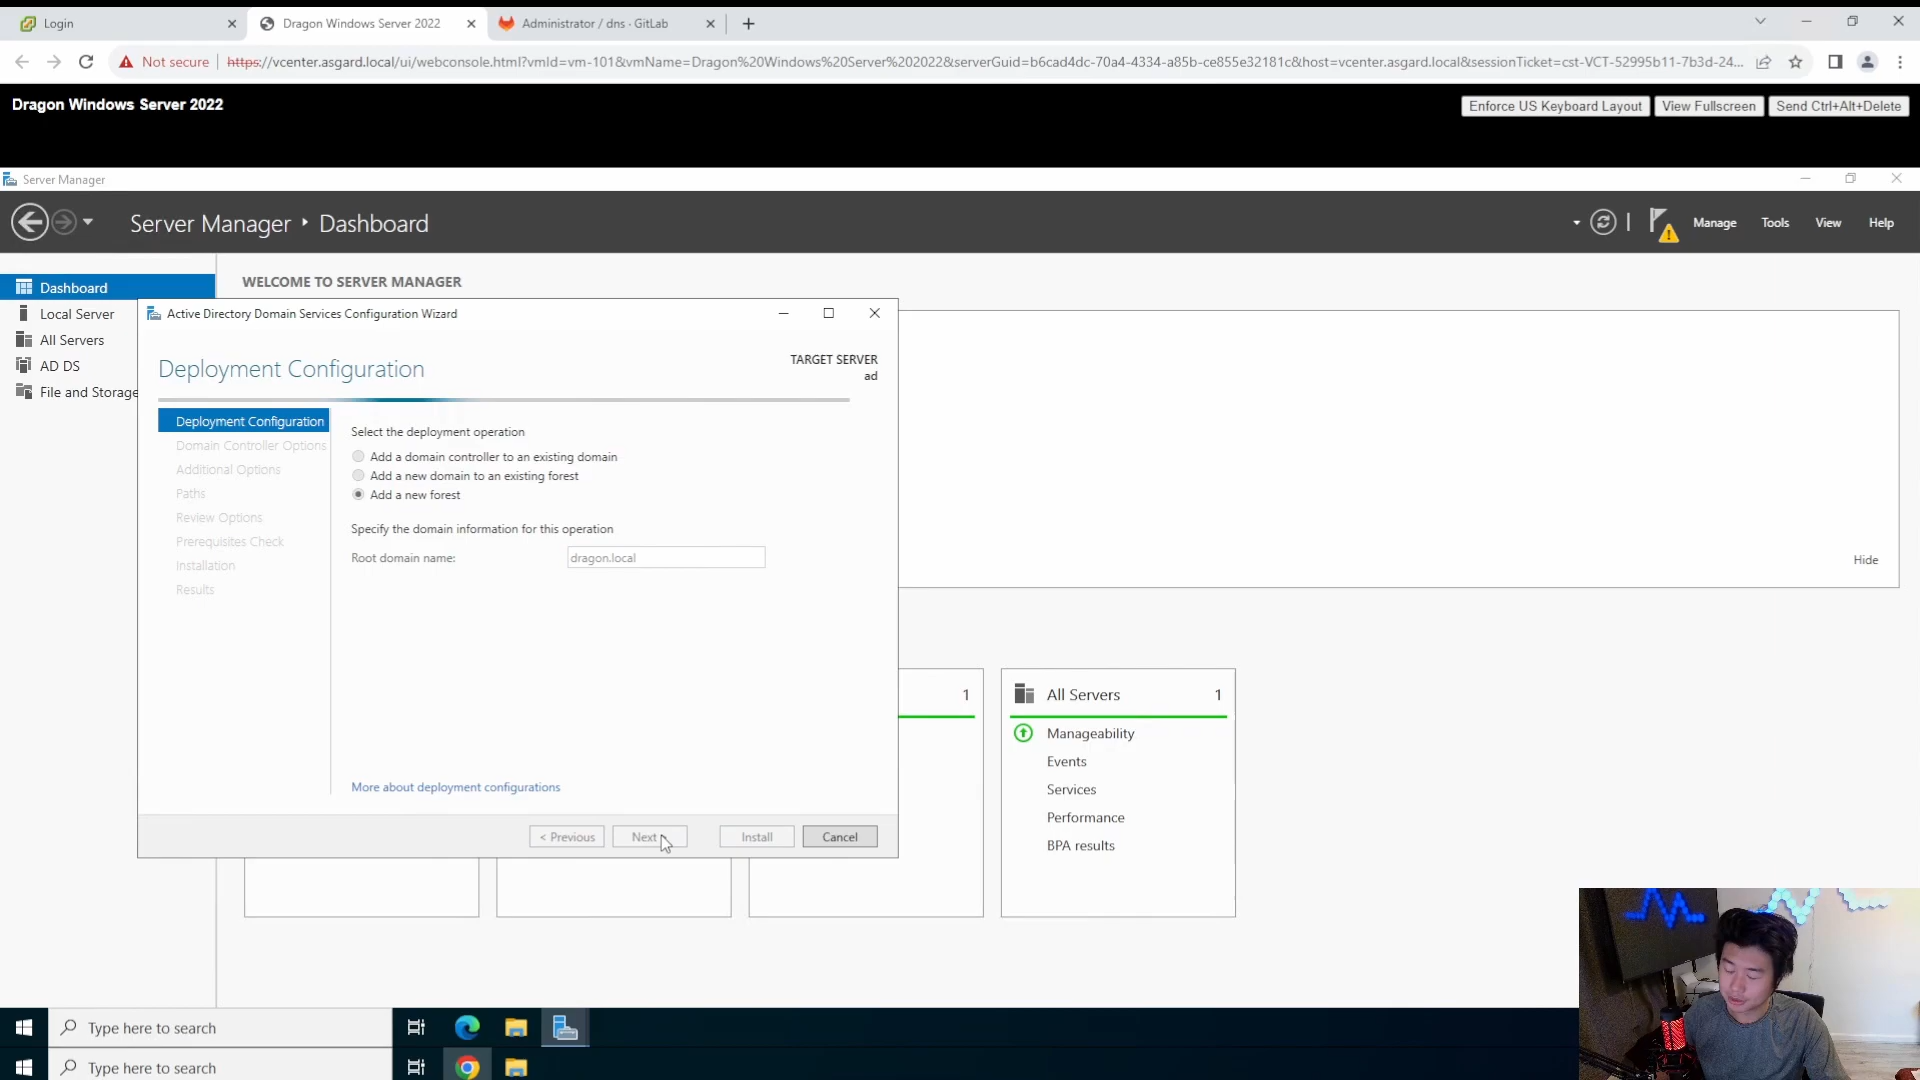 Login
Dragon Windows Server 2022
Administrator / dns · GitLab
Not secure
https://vcenter.asgard.local/ui/webconsole.html?vmId=vm-101&vmName=Dragon%20Windows%20Server%202022&serverGuid=b6cad4dc-70a4-4334-a85b-ce855e32181c&host=vcenter.asgard.local&sessionTicket=cst-VCT-52995b11-7b3d-24...
Dragon Windows Server 2022
Enforce US Keyboard Layout
View Fullscreen
Send Ctrl+Alt+Delete
Server Manager
Server Manager ‣ Dashboard
Manage
Tools
View
Help
Dashboard
Local Server
All Servers
AD DS
File and Storage
WELCOME TO SERVER MANAGER
Active Directory Domain Services Configuration Wizard
Deployment Configuration
TARGET SERVER
ad
Deployment Configuration
Domain Controller Options
Additional Options
Paths
Review Options
Prerequisites Check
Installation
Results
Select the deployment operation
Add a domain controller to an existing domain
Add a new domain to an existing forest
Add a new forest
Specify the domain information for this operation
Root domain name:
dragon.local
More about deployment configurations
< Previous
Next
Install
Cancel
Hide
1
All Servers
1
Manageability
Events
Services
Performance
BPA results
Type here to search
Type here to search